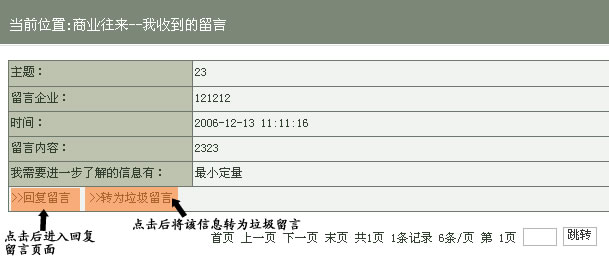 当前位置:商业往来--我收到的留言
主题： 23
留言企业： 121212
时间： 2006-12-13 11:11:16
留言内容： 2323
我需要进一步了解的信息有： 最小定量
>>回复留言 >>转为垃圾留言
点击后将该信息转为垃圾留言
点击后进入回复
留言页面
首页 上一页 下一页 末页 共1页 1条记录 6条/页 第 1页 跳转